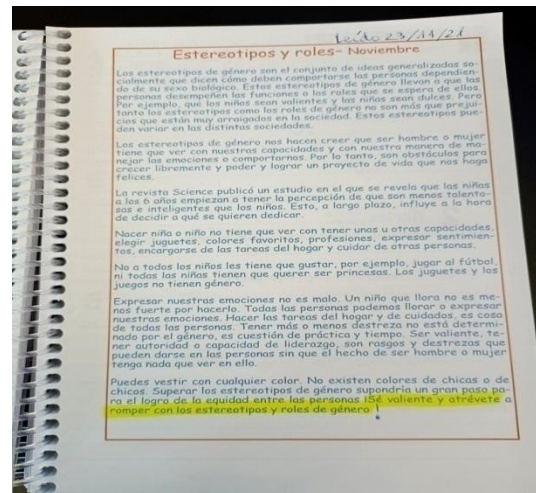 Leído 23/11/21
Estereotipos y roles- Noviembre
Los estereotipos de género son el conjunto de ideas generalizadas so-
cialmente que dicen cómo deben comportarse las personas dependien-
do de su sexo biológico. Estos estereotipos de género llevan a que las
personas desempeñen las funciones o los roles que se espera de ellas.
Por ejemplo, que los niños sean valientes y las niñas sean dulces. Pero
tanto los estereotipos como los roles de género no son más que prejui-
cios que están muy arraigados en la sociedad. Estos estereotipos pue-
den variar en las distintas sociedades.
Los estereotipos de género nos hacen creer que ser hombre o mujer
tiene que ver con nuestras capacidades y con nuestra manera de ma-
nejar las emociones o comportarnos. Por lo tanto, son obstáculos para
crecer libremente y poder y lograr un proyecto de vida que nos haga
felices.
La revista Science publicó un estudio en el que se revela que las niñas
a los 6 años empiezan a tener la percepción de que son menos talento-
sas e inteligentes que los niños. Esto, a largo plazo, influye a la hora
de decidir a qué se quieren dedicar.
Nacer niña o niño no tiene que ver con tener unas u otras capacidades,
elegir juguetes, colores favoritos, profesiones, expresar sentimien-
tos, encargarse de las tareas del hogar y cuidar de otras personas.
No a todos los niños les tiene que gustar, por ejemplo, jugar al fútbol,
ni todas las niñas tienen que querer ser princesas. Los juguetes y los
juegos no tienen género.
Expresar nuestras emociones no es malo. Un niño que llora no es me-
nos fuerte por hacerlo. Todas las personas podemos llorar o expresar
nuestras emociones. Hacer las tareas del hogar y de cuidados, es cosa
de todas las personas. Tener más o menos destreza no está determi-
nado por el género, es cuestión de práctica y tiempo. Ser valiente, te-
ner autoridad o capacidad de liderazgo, son rasgos y destrezas que
pueden darse en las personas sin que el hecho de ser hombre o mujer
tenga nada que ver en ello.
Puedes vestir con cualquier color. No existen colores de chicas o de
chicos. Superar los estereotipos de género supondría un gran paso pa-
ra el logro de la equidad entre las personas ¡Sé valiente y atrévete a
romper con los estereotipos y roles de género !